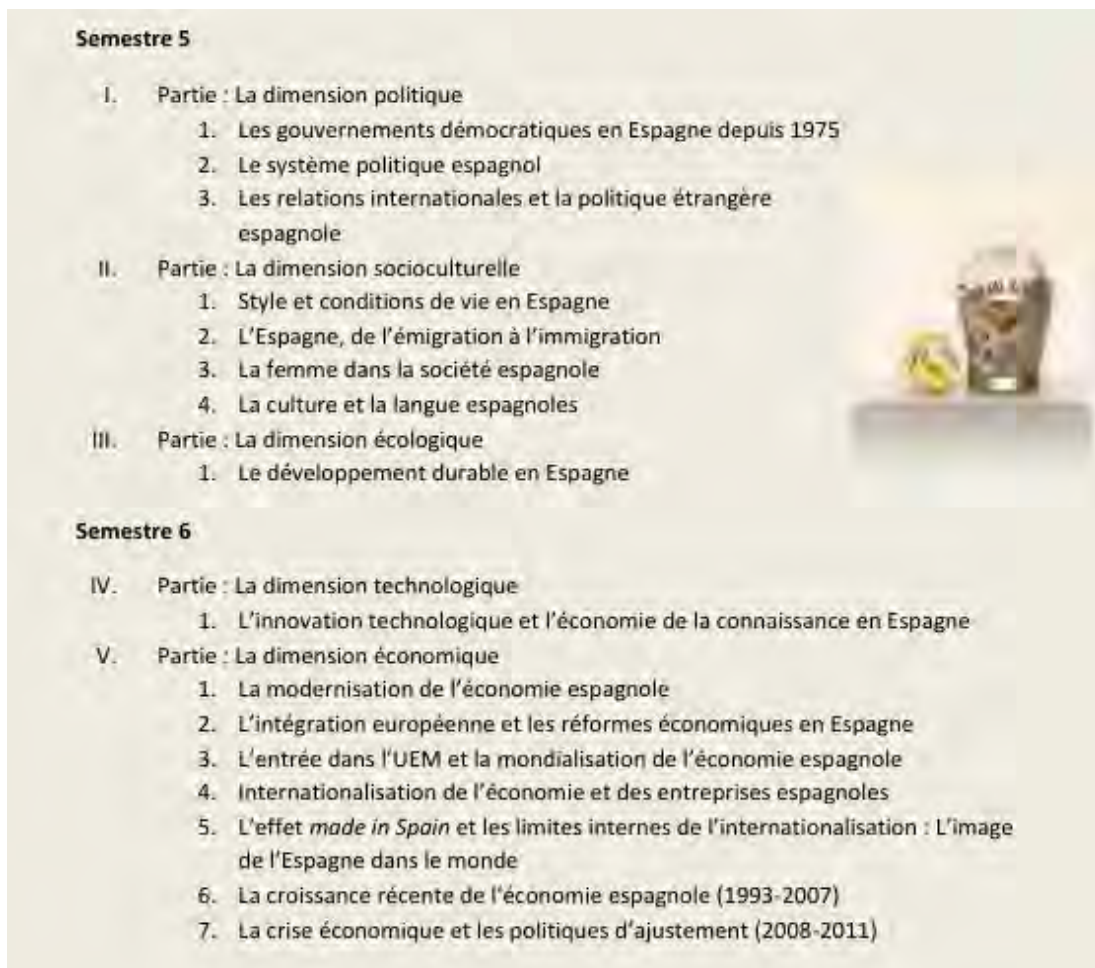 Semestre 5
I. Partie : La dimension politique
1. Les gouvernements démocratiques en Espagne depuis 1975
2. Le système politique espagnol
3. Les relations internationales et la politique étrangère
espagnole
II. Partie : La dimension socioculturelle
1. Style et conditions de vie en Espagne
2. L'Espagne, de l'émigration à l'immigration
3. La femme dans la société espagnole
4. La culture et la langue espagnoles
III. Partie : La dimension écologique
1. Le développement durable en Espagne
Semestre 6
IV. Partie : La dimension technologique
1. L'innovation technologique et l'économie de la connaissance en Espagne
V. Partie : La dimension économique
1. La modernisation de l'économie espagnole
2. L'intégration européenne et les réformes économiques en Espagne
3. L'entrée dans l'UEM et la mondialisation de l'économie espagnole
4. Internationalisation de l'économie et des entreprises espagnoles
5. L'effet made in Spain et les limites internes de l'internationalisation : L'image
de l'Espagne dans le monde
6. La croissance récente de l'économie espagnole (1993-2007)
7. La crise économique et les politiques d'ajustement (2008-2011)